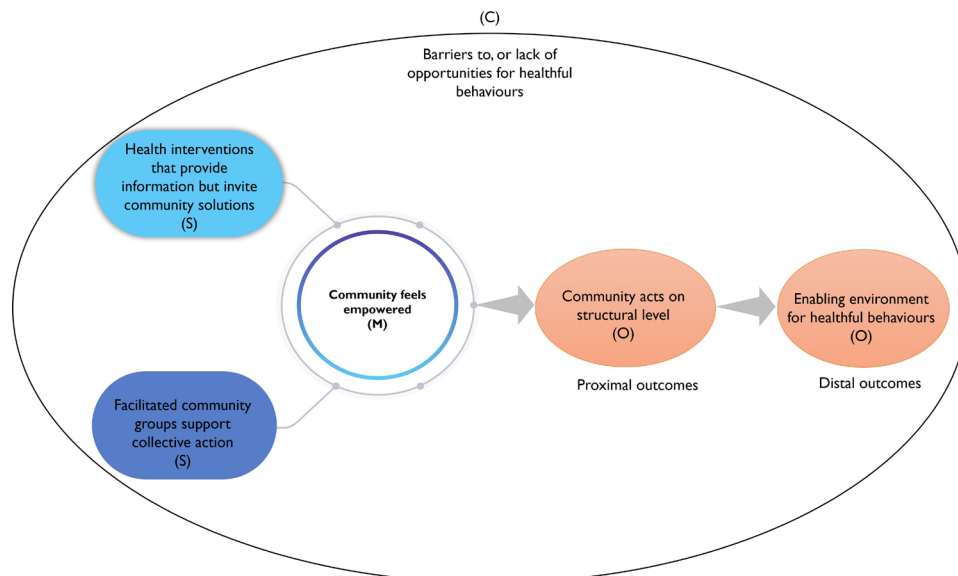 (C)
Barriers to, or lack of
opportunities for healthful
behaviours
Health interventions
that provide
information but invite
community solutions
(S)
Community feels
empowered
(M)
Community acts on
structural level
(O)
Enabling environment
for healthful behaviours
(O)
Proximal outcomes
Distal outcomes
Facilitated community
groups support
collective action
(S)